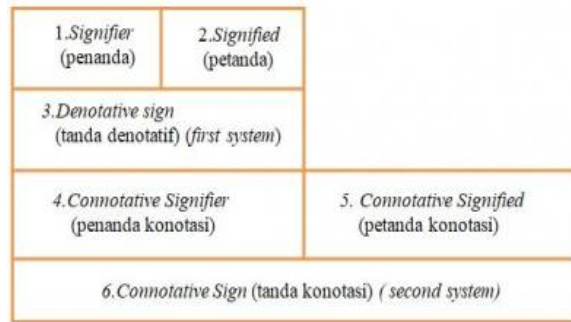 1.Signifier
(penanda)
2.Signified
(petanda)
3.Denotative sign
(tanda denotatif) (first system)
4.Connotative Signifier
(penanda konotasi)
5. Connotative Signified
(petanda konotasi)
6.Connotative Sign (tanda konotasi) ( second system)